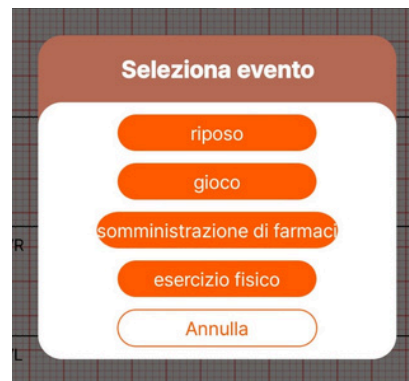 Seleziona evento
riposo
gioco
somministrazione di farmaci
R
esercizio fisico
Annulla
L